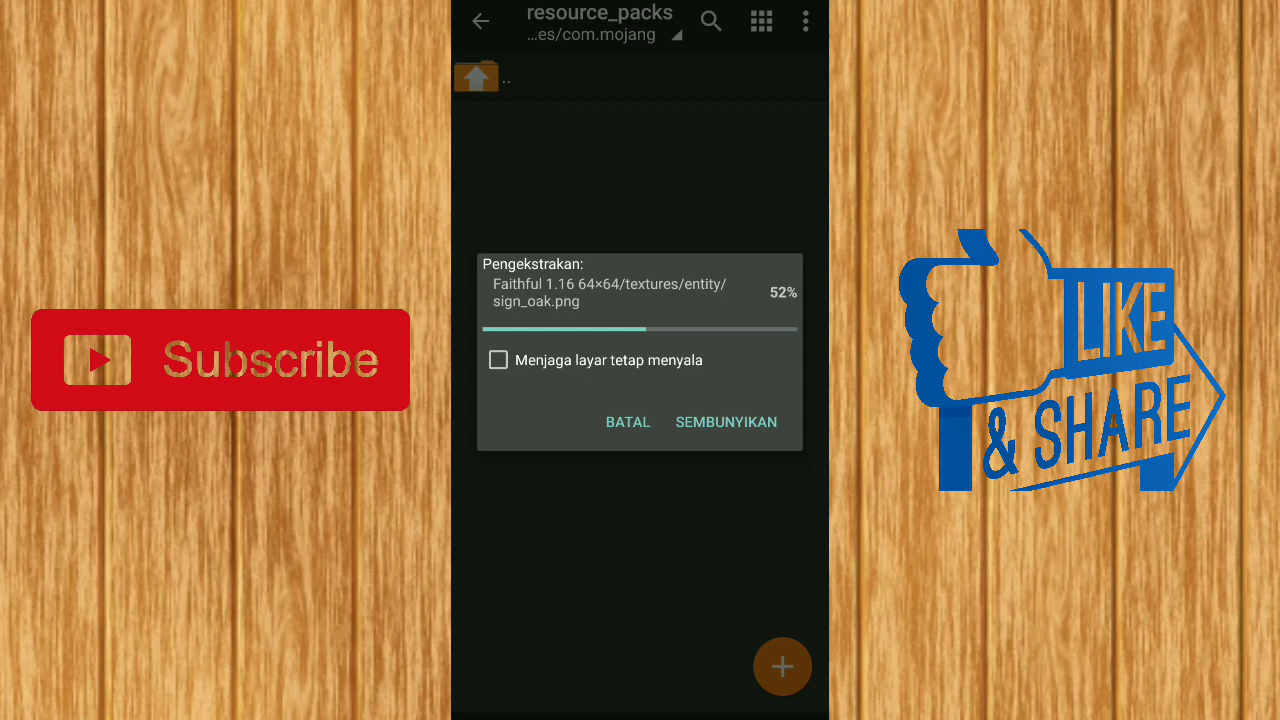 resource_packs
...es/com.mojang
..
Pengekstrakan:
Faithful 1.16 64×64/textures/entity/
sign_oak.png
52%
Menjaga layar tetap menyala
BATAL SEMBUNYIKAN
Subscribe
LIKE
& SHARE